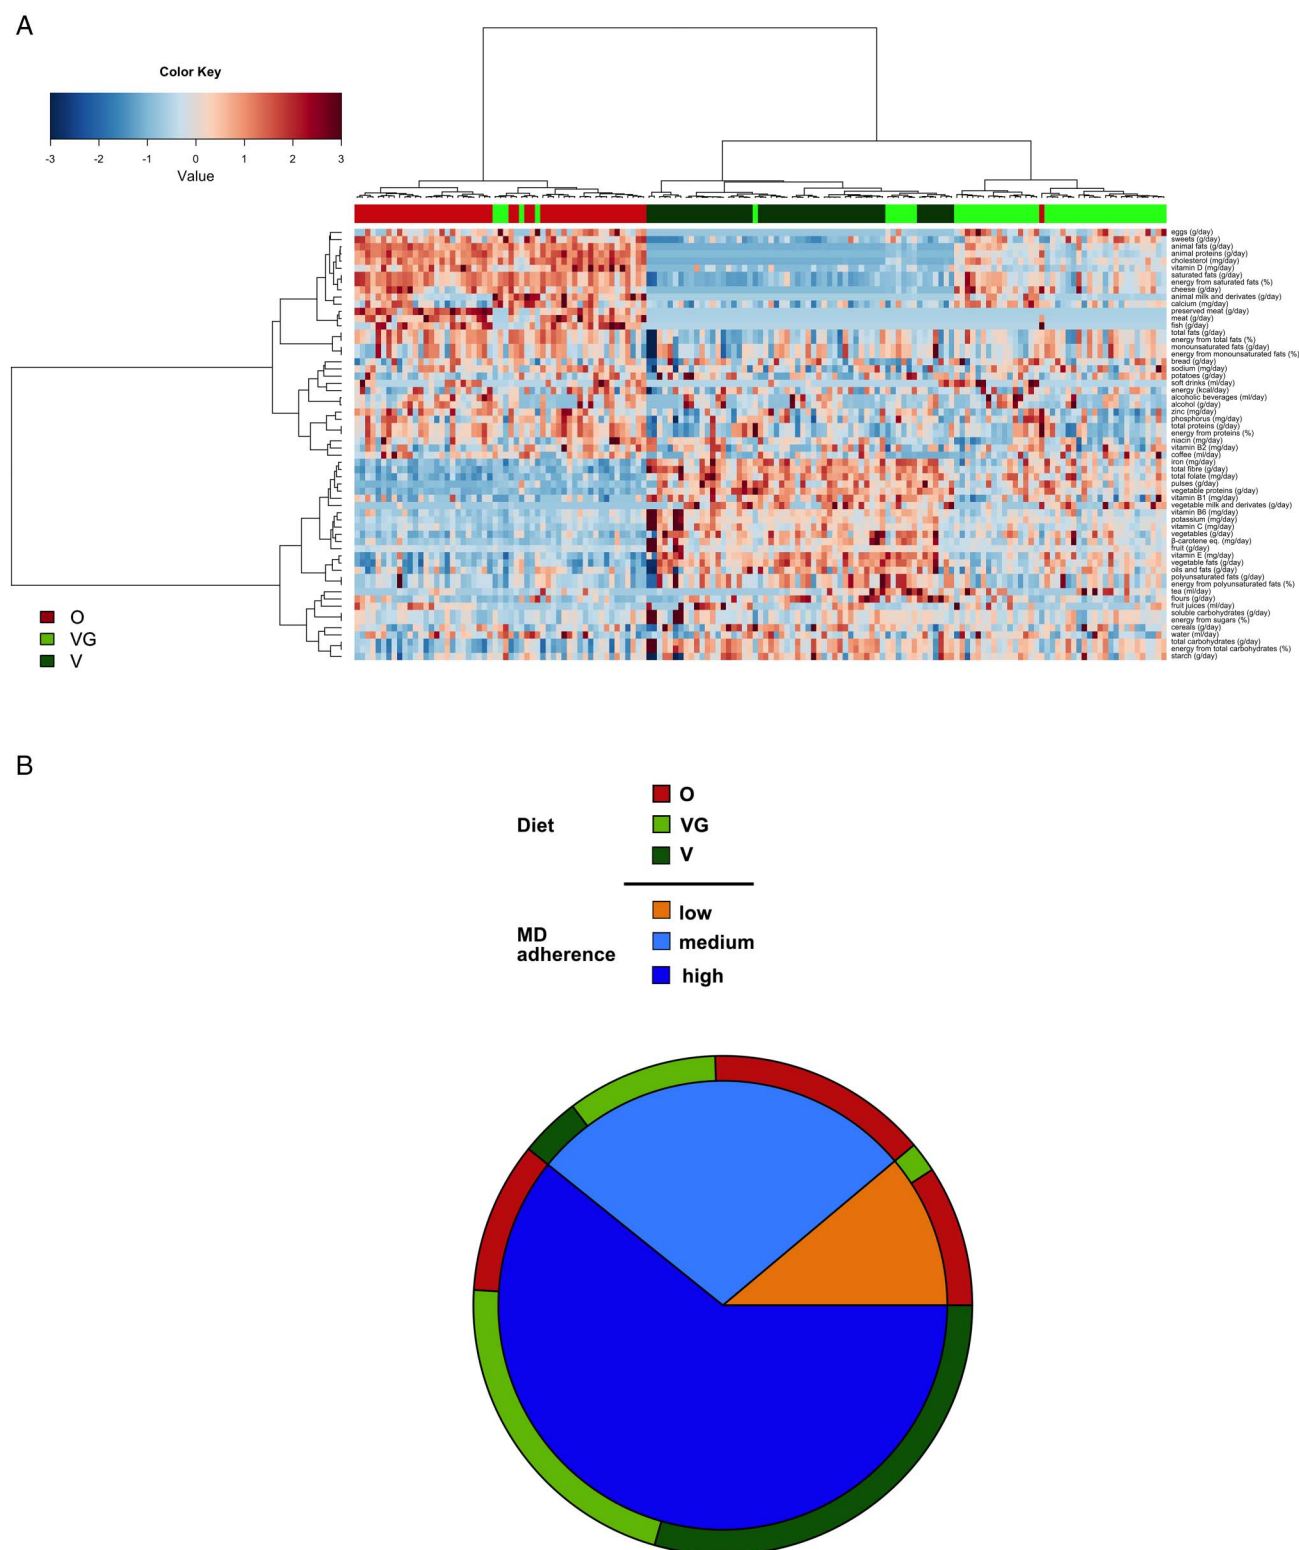 A
Color Key
-3 -2 -1 0 1 2 3
Value
eggs (g/day)
sweets (g/day)
animal fats (g/day)
animal proteins (g/day)
cholesterol (mg/day)
vitamin D (mg/day)
saturated fats (g/day)
energy from saturated fats (%)
cheese (g/day)
animal milk and derivates (g/day)
calcium (mg/day)
preserved meat (g/day)
meat (g/day)
fish (g/day)
total fats (g/day)
energy from total fats (%)
monounsaturated fats (g/day)
energy from monounsaturated fats (%)
bread (g/day)
sodium (mg/day)
potatoes (g/day)
soft drinks (ml/day)
energy (kcal/day)
alcoholic beverages (ml/day)
alcohol (g/day)
zinc (mg/day)
phosphorus (mg/day)
total proteins (g/day)
energy from proteins (%)
niacin (mg/day)
vitamin B2 (mg/day)
coffee (ml/day)
iron (mg/day)
total fibre (g/day)
total folate (mg/day)
pulses (g/day)
vegetable proteins (g/day)
vitamin B1 (mg/day)
vegetable milk and derivates (g/day)
vitamin B6 (mg/day)
potassium (mg/day)
vitamin C (mg/day)
vegetables (g/day)
β-carotene eq. (mg/day)
fruit (g/day)
vitamin E (mg/day)
vegetable fats (g/day)
oils and fats (g/day)
polyunsaturated fats (g/day)
energy from polyunsaturated fats (%)
tea (ml/day)
flours (g/day)
fruit juices (ml/day)
soluble carbohydrates (g/day)
energy from sugars (%)
cereals (g/day)
water (ml/day)
total carbohydrates (g/day)
energy from total carbohydrates (%)
starch (g/day)
O
VG
V
B
Diet
O
VG
V
MD
adherence
low
medium
high